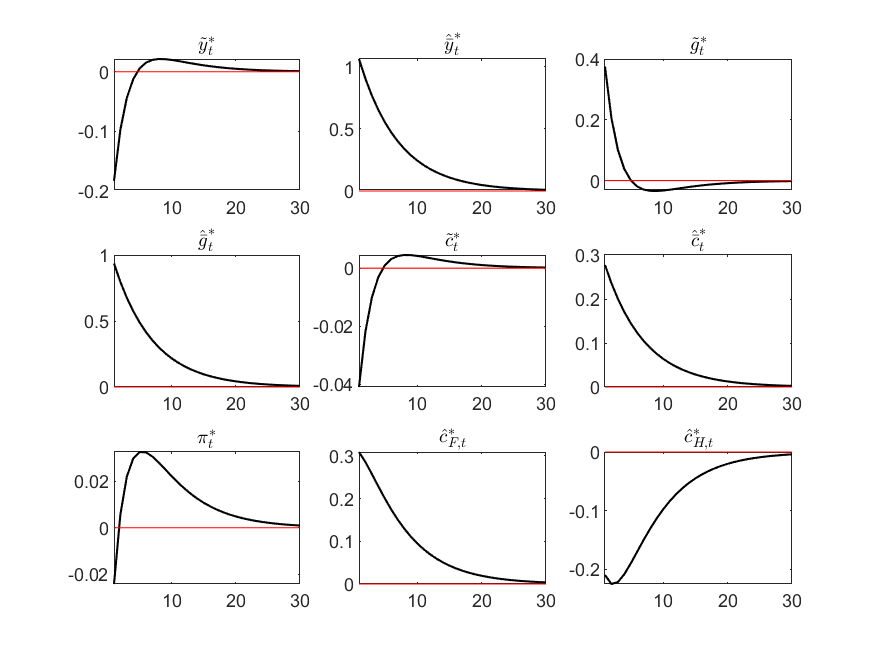 ỹ*t  ŷ̄*t  g̃*t
0  1  0.4
-0.1  0.5  0.2
-0.2  0  0
10 20 30  10 20 30  10 20 30
ĝ̄*t  c̃*t  ĉ̄*t
1  0  0.3
0.5  -0.02  0.2
0  -0.04  0.1
0
10 20 30  10 20 30  10 20 30
π*t  ĉ*F,t  ĉ*H,t
0.02  0.3  0
0  0.2  -0.1
-0.02  0.1  -0.2
0
10 20 30  10 20 30  10 20 30